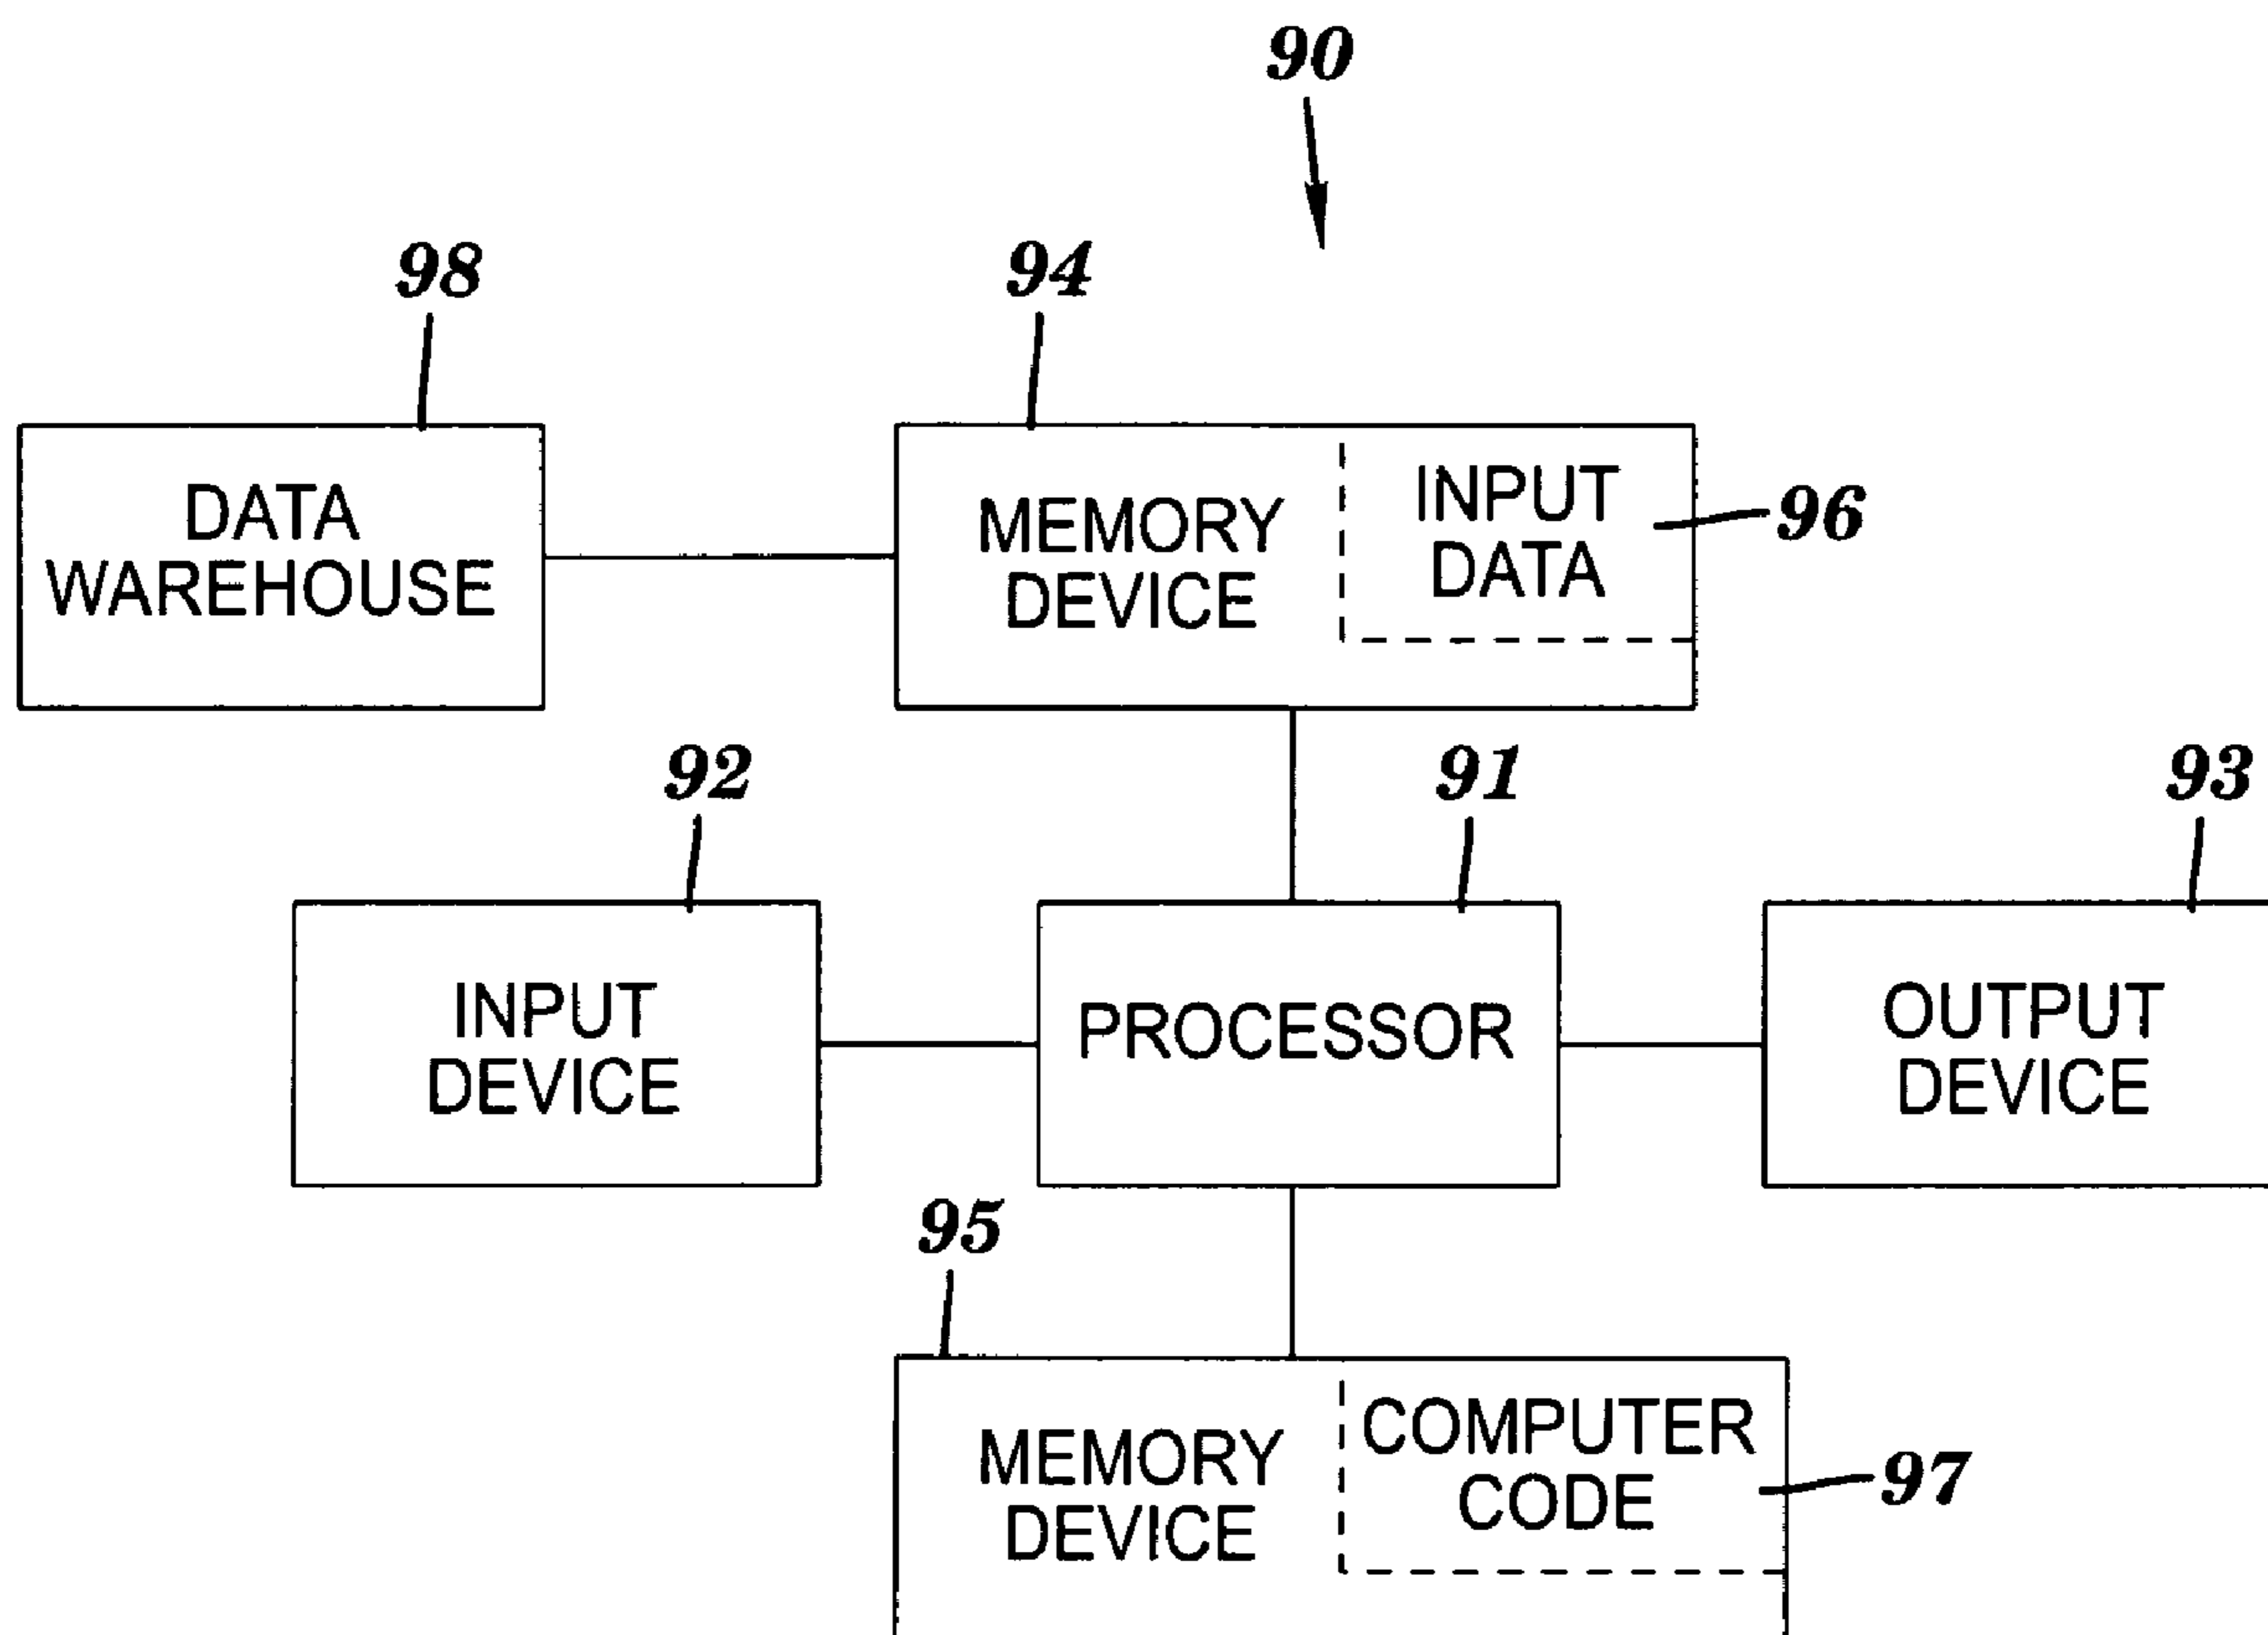 90
98
94
DATA
WAREHOUSE
MEMORY
DEVICE
INPUT
DATA
96
92
91
93
INPUT
DEVICE
PROCESSOR
OUTPUT
DEVICE
95
MEMORY
DEVICE
COMPUTER
CODE
97